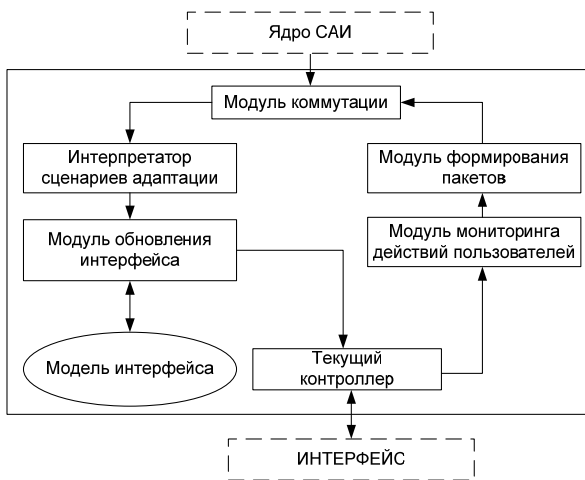 Ядро САИ
Модуль коммутации
Интерпретатор
сценариев адаптации
Модуль формирования
пакетов
Модуль обновления
интерфейса
Модуль мониторинга
действий пользователей
Модель интерфейса
Текущий
контроллер
ИНТЕРФЕЙС